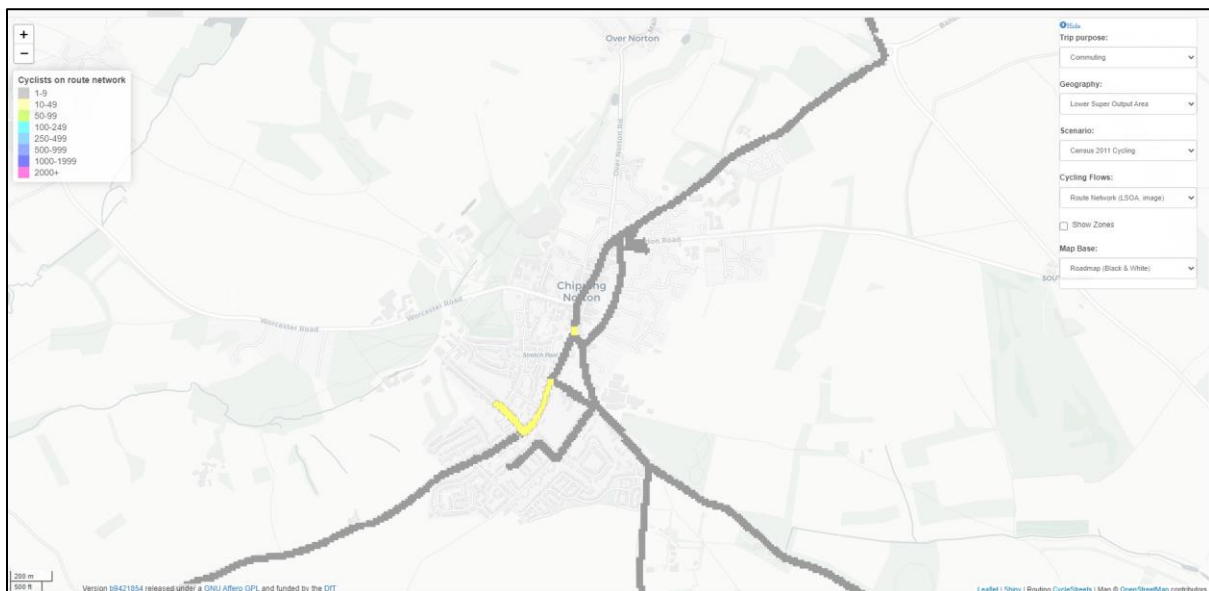 +
−
Cyclists on route network
1-9
10-49
50-99
100-249
250-499
500-999
1000-1999
2000+
Over Norton
Over Norton Rd
Chipping
Norton
Worcester Road
Worcester Road
Hide
Trip purpose:
Commuting
Geography:
Lower Super Output Area
Scenario:
Census 2011 Cycling
Cycling Flows:
Route Network (LSOA, image)
Show Zones
Map Base:
Roadmap (Black & White)
200 m
500 ft
Version b9421854 released under a GNU Affero GPL and funded by the DfT
Leaflet | Shiny | Routing CycleStreets | Map © OpenStreetMap contributors